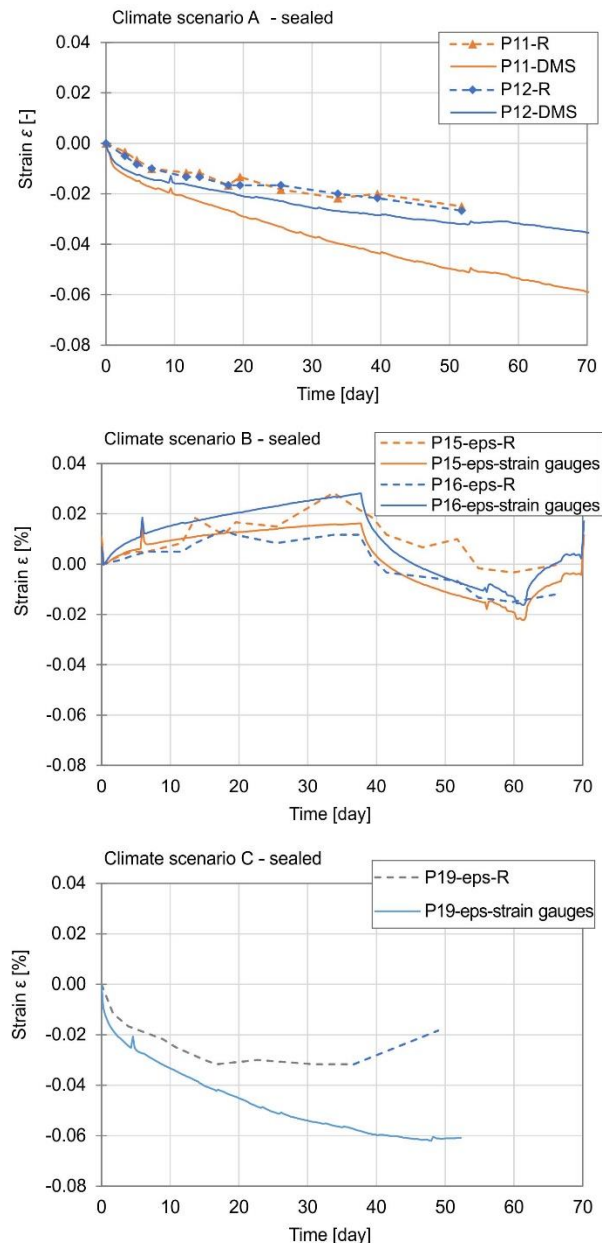 Climate scenario A - sealed
P11-R
P11-DMS
P12-R
P12-DMS
Strain ε [-]
0.04
0.02
0.00
-0.02
-0.04
-0.06
-0.08
0 10 20 30 40 50 60 70
Time [day]
Climate scenario B - sealed
P15-eps-R
P15-eps-strain gauges
P16-eps-R
P16-eps-strain gauges
Strain ε [%]
0.04
0.02
0.00
-0.02
-0.04
-0.06
-0.08
0 10 20 30 40 50 60 70
Time [day]
Climate scenario C - sealed
P19-eps-R
P19-eps-strain gauges
Strain ε [%]
0.04
0.02
0.00
-0.02
-0.04
-0.06
-0.08
0 10 20 30 40 50 60 70
Time [day]